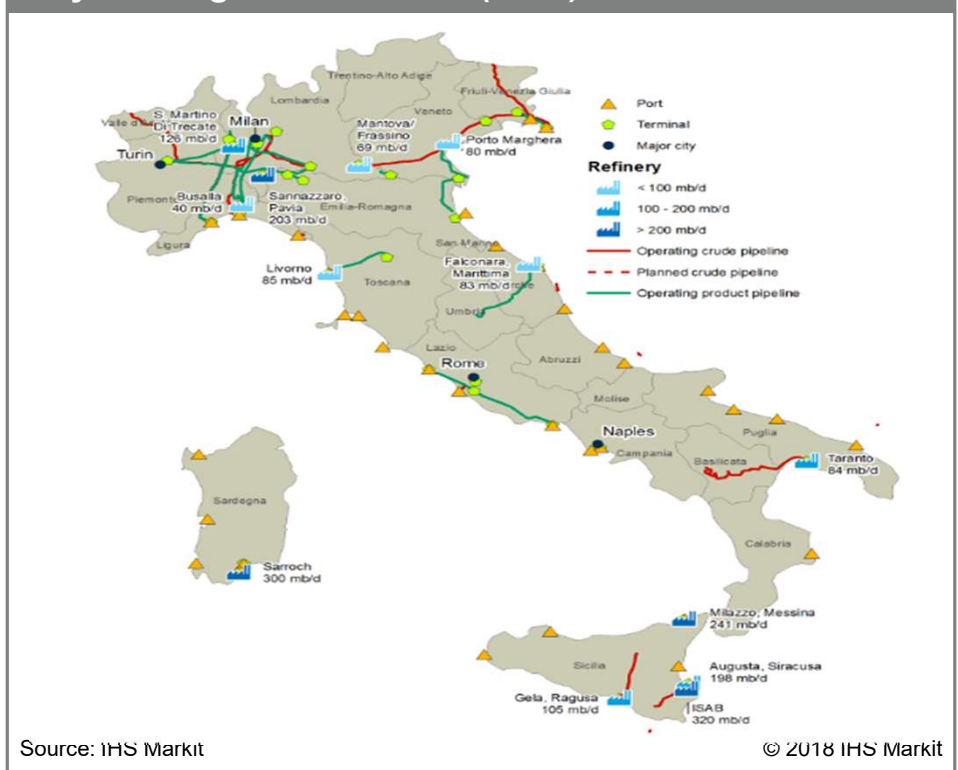 Trentino-Alto Adige
Friuli-Venezia Giulia
Lombardia
Veneto
Valle d'A
S. Martino
Di Trecate
126 mb/d
Milan
Mantova/
Frassino
69 mb/d
Porto Marghera
80 mb/d
Turin
Piemont
Busalla
40 mb/d
Sannazzaro,
Pavia
203 mb/d
Emilia-Romagna
Ligura
San-Marino
Livorno
85 mb/d
Toscana
Falconara,
Marittima
83 mb/d
Umbria
Lazio
Rome
Abruzzi
Molise
Naples
Campania
Puglia
Basilicata
Taranto
84 mb/d
Sardegna
Sarroch
300 mb/d
Calabria
Milazzo, Messina
241 mb/d
Sicilia
Augusta, Siracusa
198 mb/d
Gela, Ragusa
105 mb/d
ISAB
320 mb/d
Port
Terminal
Major city
Refinery
< 100 mb/d
100 - 200 mb/d
> 200 mb/d
Operating crude pipeline
Planned crude pipeline
Operating product pipeline
Source: IHS Markit
© 2018 IHS Markit